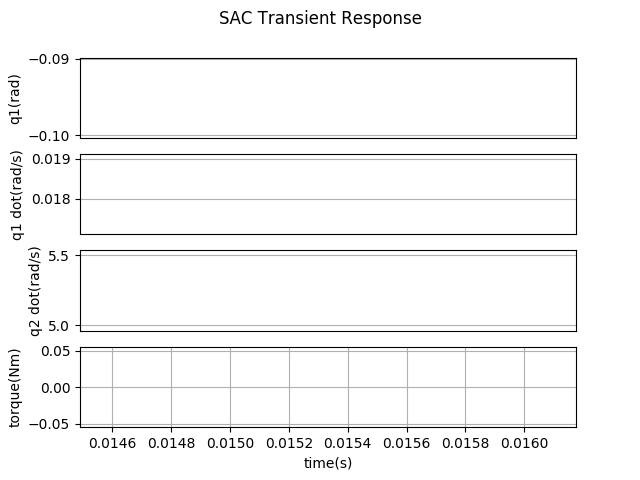 SAC Transient Response
−0.09
−0.10
q1(rad)
0.019
0.018
q1 dot(rad/s)
5.5
5.0
q2 dot(rad/s)
0.05
0.00
−0.05
torque(Nm)
0.0146 0.0148 0.0150 0.0152 0.0154 0.0156 0.0158 0.0160
time(s)